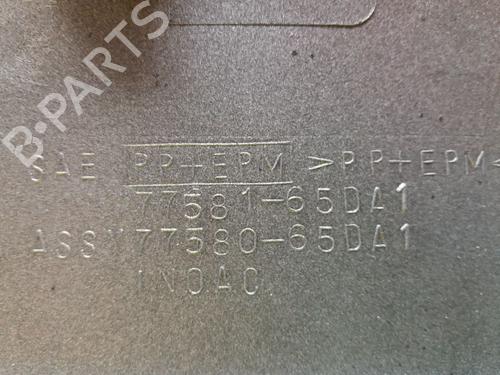 B-PARTS
SAE PP+EPM >PP+EPM<
77581-65DA1
ASSY 77580-65DA1
INOAC